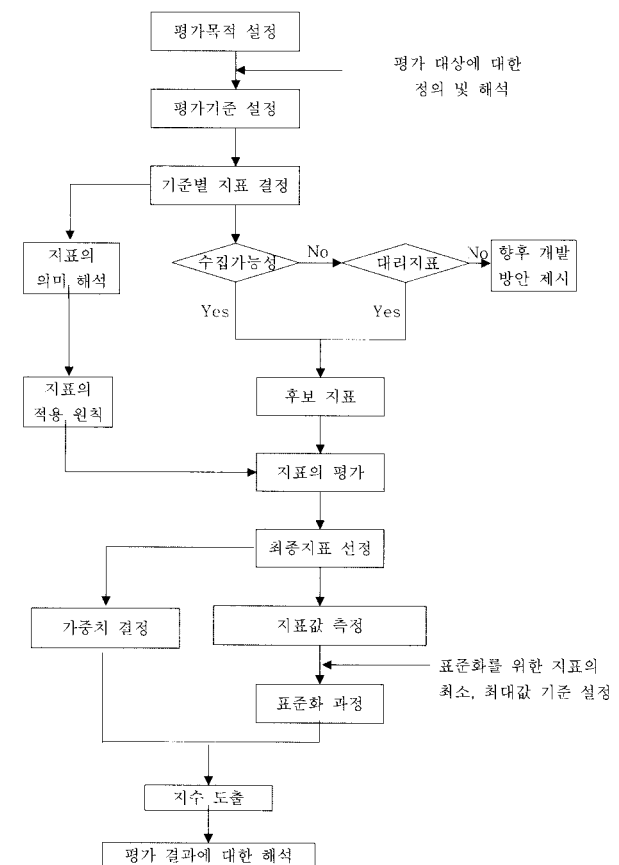 평가목적 설정
평가 대상에 대한
정의 및 해석
평가기준 설정
기준별 지표 결정
지표의
의미 해석
수집가능성
No
대리지표
No
향후 개발
방안 제시
Yes
Yes
지표의
적용 원칙
후보 지표
지표의 평가
최종지표 선정
가중치 결정
지표값 측정
표준화를 위한 지표의
최소, 최대값 기준 설정
표준화 과정
지수 도출
평가 결과에 대한 해석